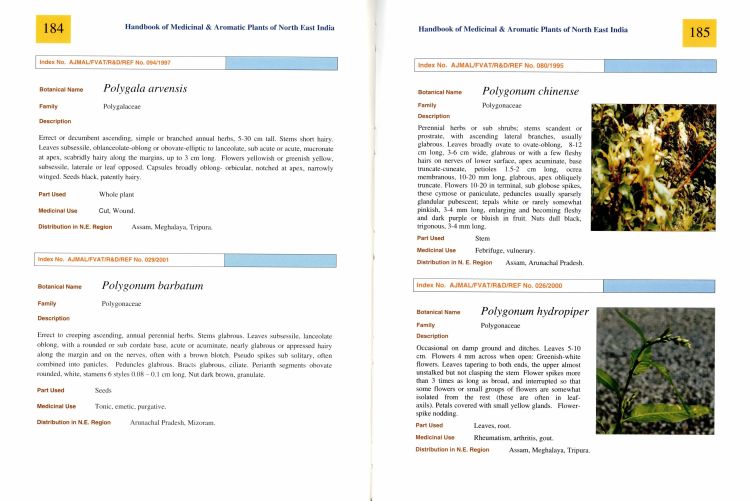 184
Handbook of Medicinal & Aromatic Plants of North East India
Index No. AJMAL/FVAT/R&D/REF No. 094/1997
Botanical Name Polygala arvensis
Family Polygalaceae
Description
Errect or decumbent ascending, simple or branched annual herbs, 5-30 cm tall. Stems short hairy.
Leaves subsessile, oblanceolate-oblong or obovate-elliptic to lanceolate, sub acute or acute, mucronate
at apex, scabridly hairy along the margins, up to 3 cm long. Flowers yellowish or greenish yellow,
subsessile, laterale or leaf opposed. Capsules broadly oblong- orbicular, notched at apex, narrowly
winged. Seeds black, patently hairy.
Part Used Whole plant
Medicinal Use Cut, Wound.
Distribution in N.E. Region Assam, Meghalaya, Tripura.
Index No. AJMAL/FVAT/R&D/REF No. 029/2001
Botanical Name Polygonum barbatum
Family Polygonaceae
Description
Errect to creeping ascending, annual perennial herbs. Stems glabrous. Leaves subsessile, lanceolate
oblong, with a rounded or sub cordate base, acute or acuminate, nearly glabrous or appressed hairy
along the margin and on the nerves, often with a brown blotch. Pseudo spikes sub solitary, often
combined into panicles. Peduncles glabrous. Bracts glabrous, ciliate. Perianth segments obovate
rounded, white, stamens 6 styles 0.08 – 0.1 cm long. Nut dark brown, granulate.
Part Used Seeds
Medicinal Use Tonic, emetic, purgative.
Distribution in N.E. Region Arunachal Pradesh, Mizoram.
Handbook of Medicinal & Aromatic Plants of North East India
185
Index No. AJMAL/FVAT/R&D/REF No. 080/1995
Botanical Name Polygonum chinense
Family Polygonaceae
Description
Perennial herbs or sub shrubs; stems scandent or
prostrate, with ascending lateral branches, usually
glabrous. Leaves broadly ovate to ovate-oblong, 8-12
cm long, 3-6 cm wide, glabrous or with a few fleshy
hairs on nerves of lower surface, apex acuminate, base
truncate-cuneate, petioles 1.5-2 cm long, ocrea
membranous, 10-20 mm long, glabrous, apex obliquely
truncate. Flowers 10-20 in terminal, sub globose spikes,
these cymose or paniculate, peduncles usually sparsely
glandular pubescent; tepals white or rarely somewhat
pinkish, 3-4 mm long, enlarging and becoming fleshy
and dark purple or bluish in fruit. Nuts dull black,
trigonous, 3-4 mm long.
Part Used Stem
Medicinal Use Febrifuge, vulnerary.
Distribution in N. E. Region Assam, Arunachal Pradesh.
Index No. AJMAL/FVAT/R&D/REF No. 026/2000
Botanical Name Polygonum hydropiper
Family Polygonaceae
Description
Occasional on damp ground and ditches. Leaves 5-10
cm. Flowers 4 mm across when open: Greenish-white
flowers. Leaves tapering to both ends, the upper almost
unstalked but not clasping the stem Flower spikes more
than 3 times as long as broad, and interrupted so that
some flowers or small groups of flowers are somewhat
isolated from the rest (these are often in leaf-
axils). Petals covered with small yellow glands. Flower-
spike nodding.
Part Used Leaves, root.
Medicinal Use Rheumatism, arthritis, gout.
Distribution in N.E. Region Assam, Meghalaya, Tripura.